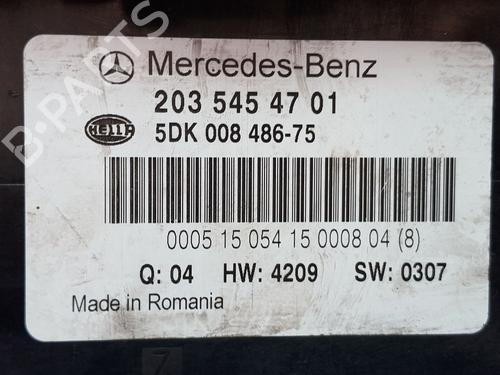 Mercedes-Benz
203 545 47 01
HELLA
5DK 008 486-75
0005 15 054 15 0008 04 (8)
Q: 04 HW: 4209 SW: 0307
Made in Romania
B-PARTS